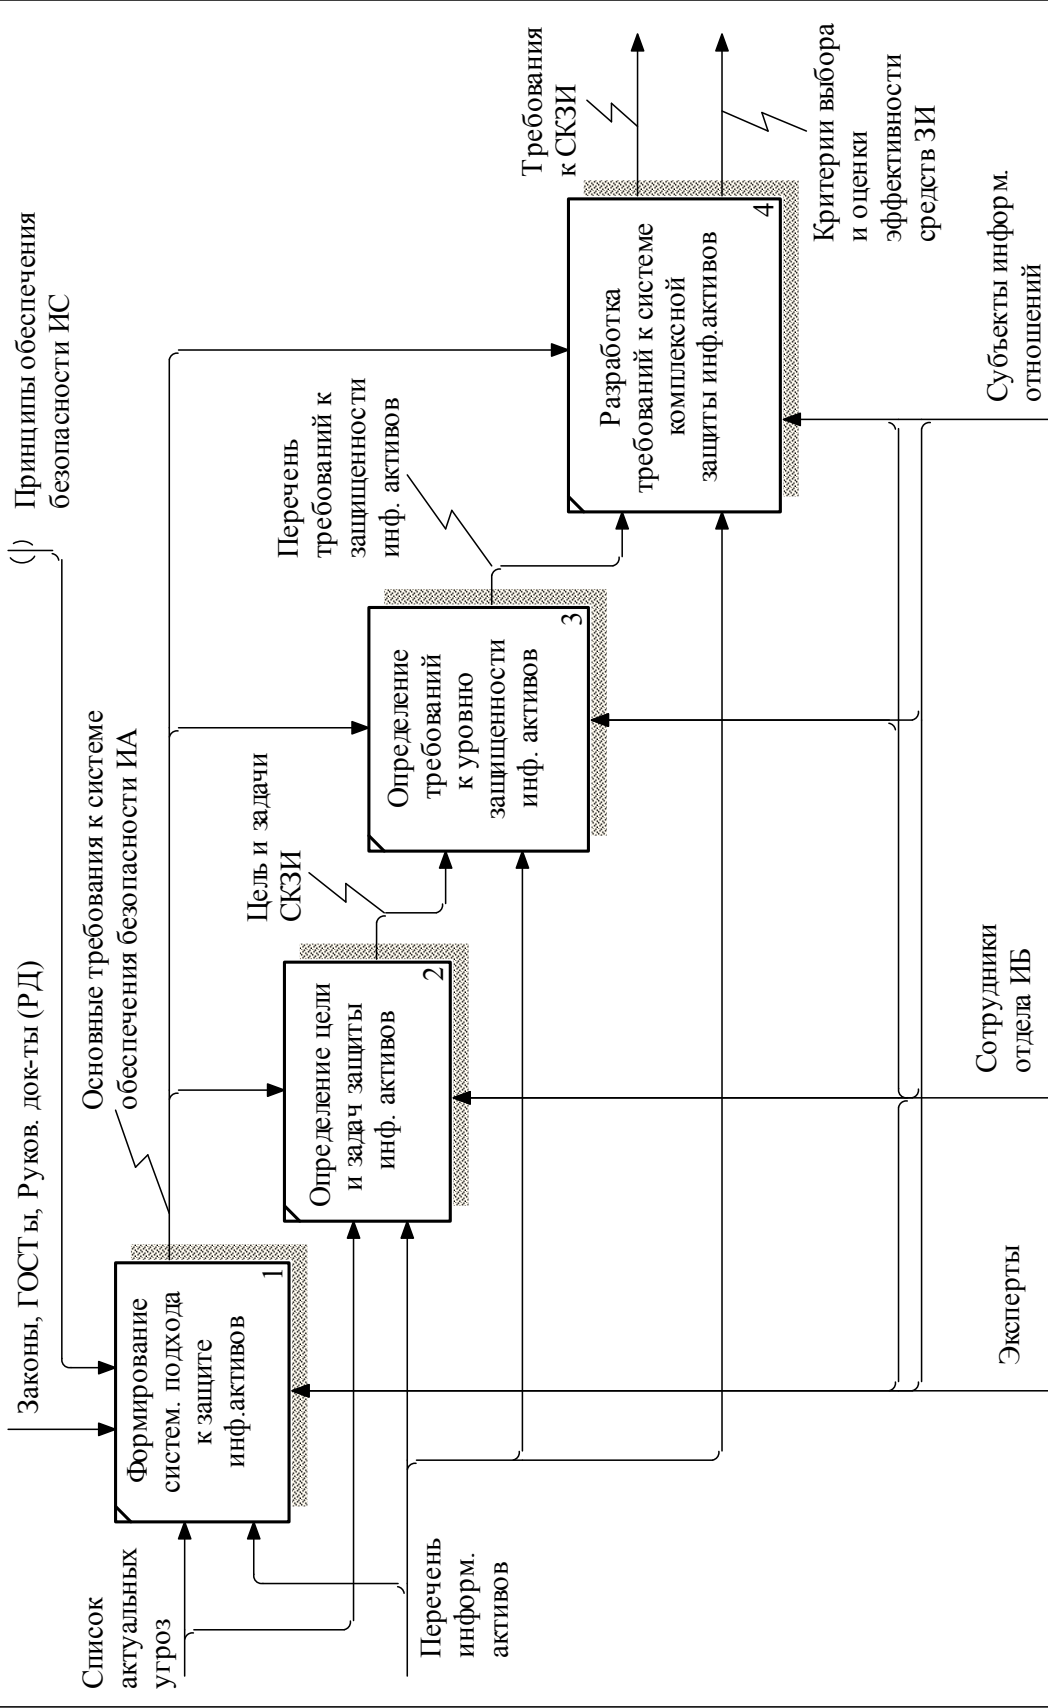 Законы, ГОСТы, Руков. док-ты (РД)
Принципы обеспечения
безопасности ИС
Основные требования к системе
обеспечения безопасности ИА
Список
актуальных
угроз
Формирование
систем. подхода
к защите
инф.активов
1
Определение цели
и задач защиты
инф. активов
2
Цель и задачи
СКЗИ
Определение
требований
к уровню
защищенности
инф. активов
3
Перечень
требований к
защищенности
инф. активов
Разработка
требований к системе
комплексной
защиты инф.активов
4
Требования
к СКЗИ
Критерии выбора
и оценки
эффективности
средств ЗИ
Перечень
информ.
активов
Эксперты
Сотрудники
отдела ИБ
Субъекты информ.
отношений